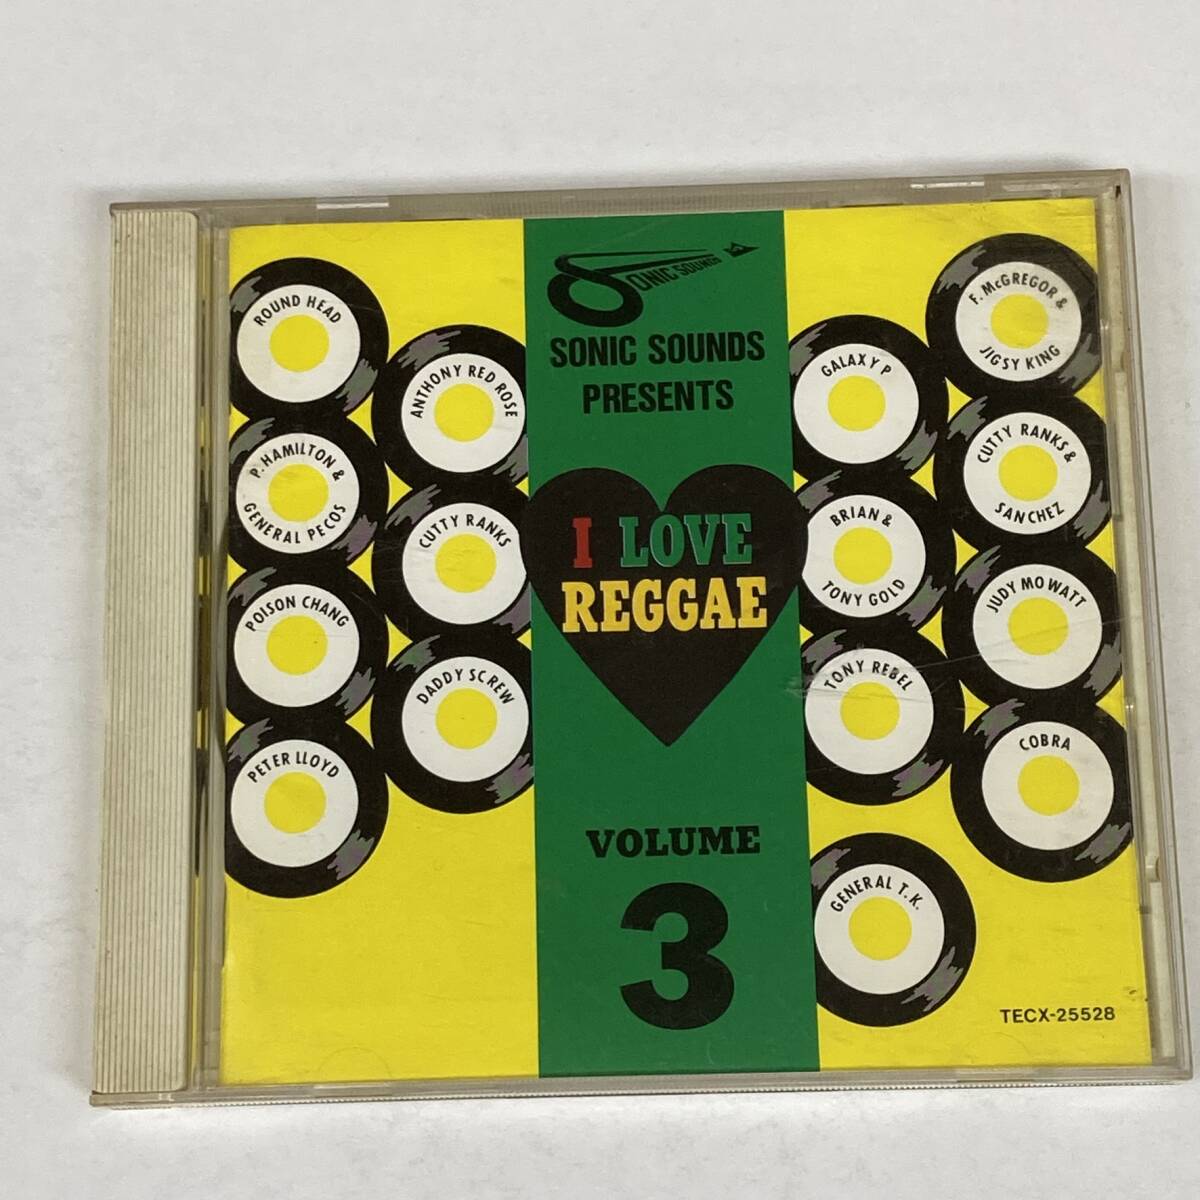 SONIC SOUNDS
SONIC SOUNDS
PRESENTS
I LOVE
REGGAE
VOLUME
3
ROUND HEAD
P. HAMILTON &
GENERAL PECOS
POISON CHANG
PETER LLOYD
ANTHONY RED ROSE
CUTTY RANKS
DADDY SCREW
GALAXY P
BRIAN &
TONY GOLD
TONY REBEL
GENERAL T.K.
F. McGREGOR &
JIGSY KING
CUTTY RANKS &
SANCHEZ
JUDY MOWATT
COBRA
TECX-25528